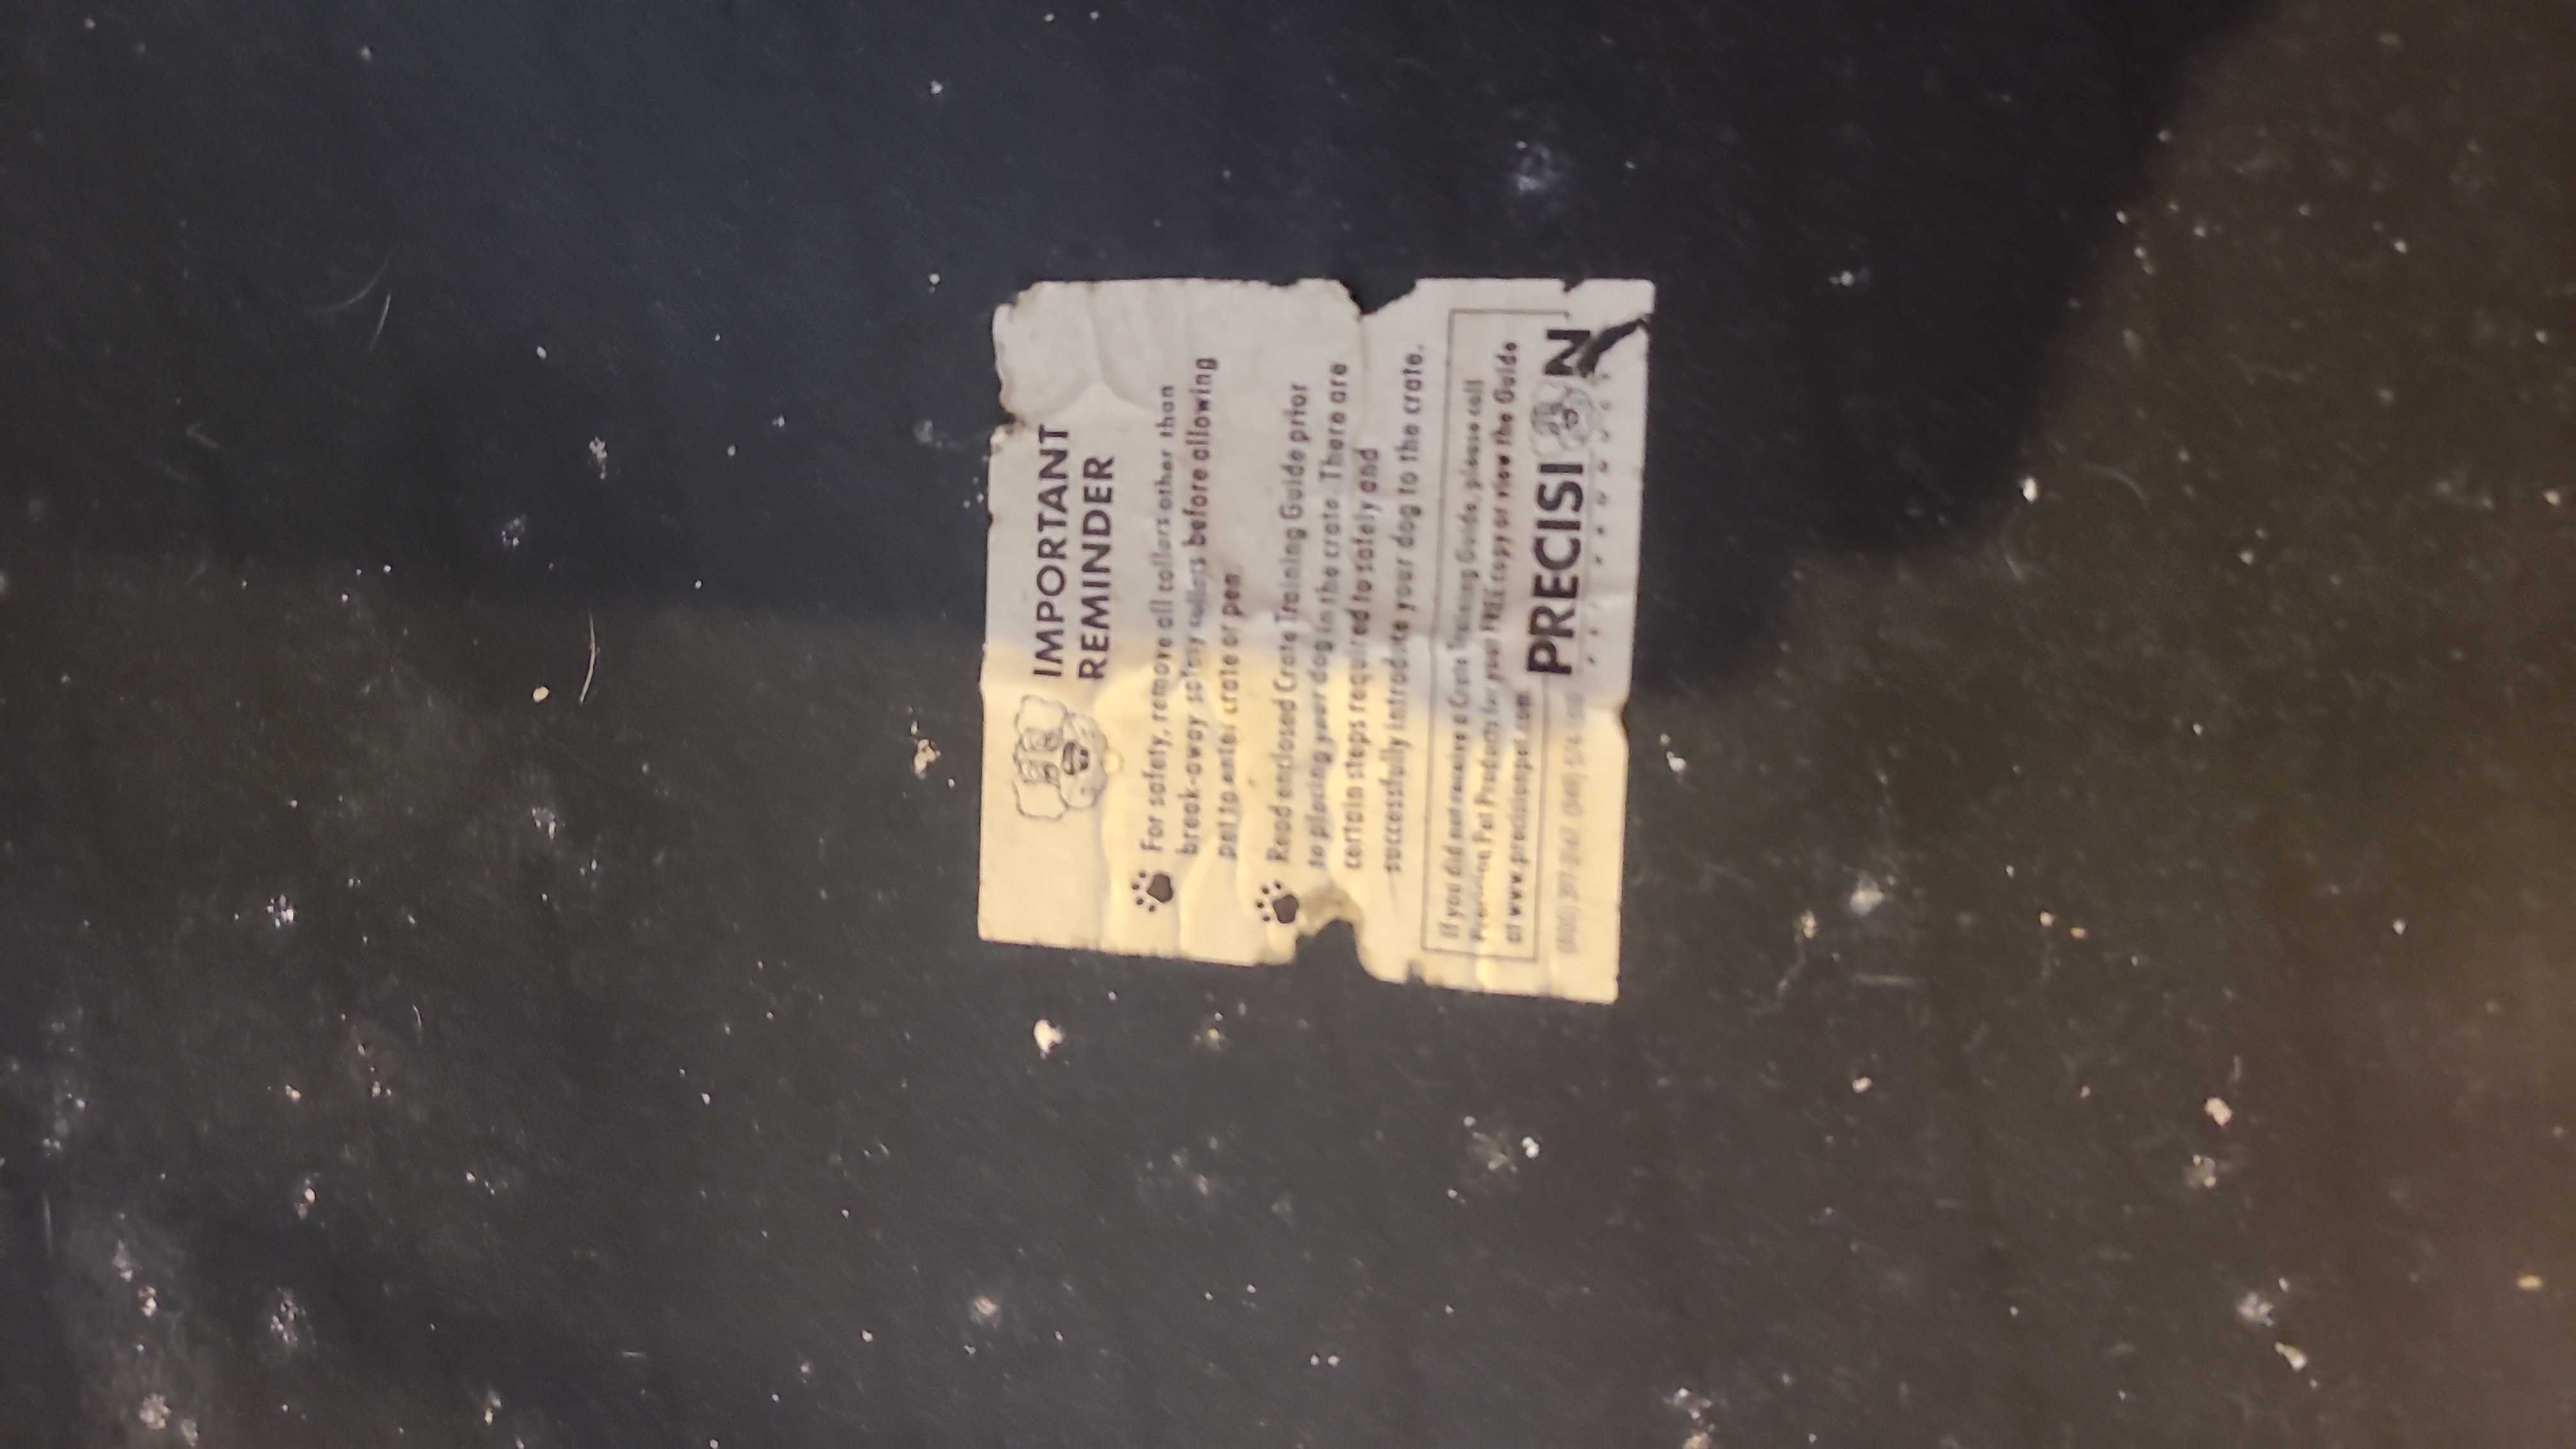 IMPORTANT
REMINDER
For safety, remove all collars other than
break-away safety collars before allowing
pet to enter crate or pen.
Read enclosed Crate Training Guide prior
to placing your dog in the crate. There are
certain steps required to safely and
successfully introduce your dog to the crate.
If you did not receive a Crate Training Guide, please call
Precision Pet Products for your FREE copy or view the Guide
at www.precisionpet.com
PRECISI N